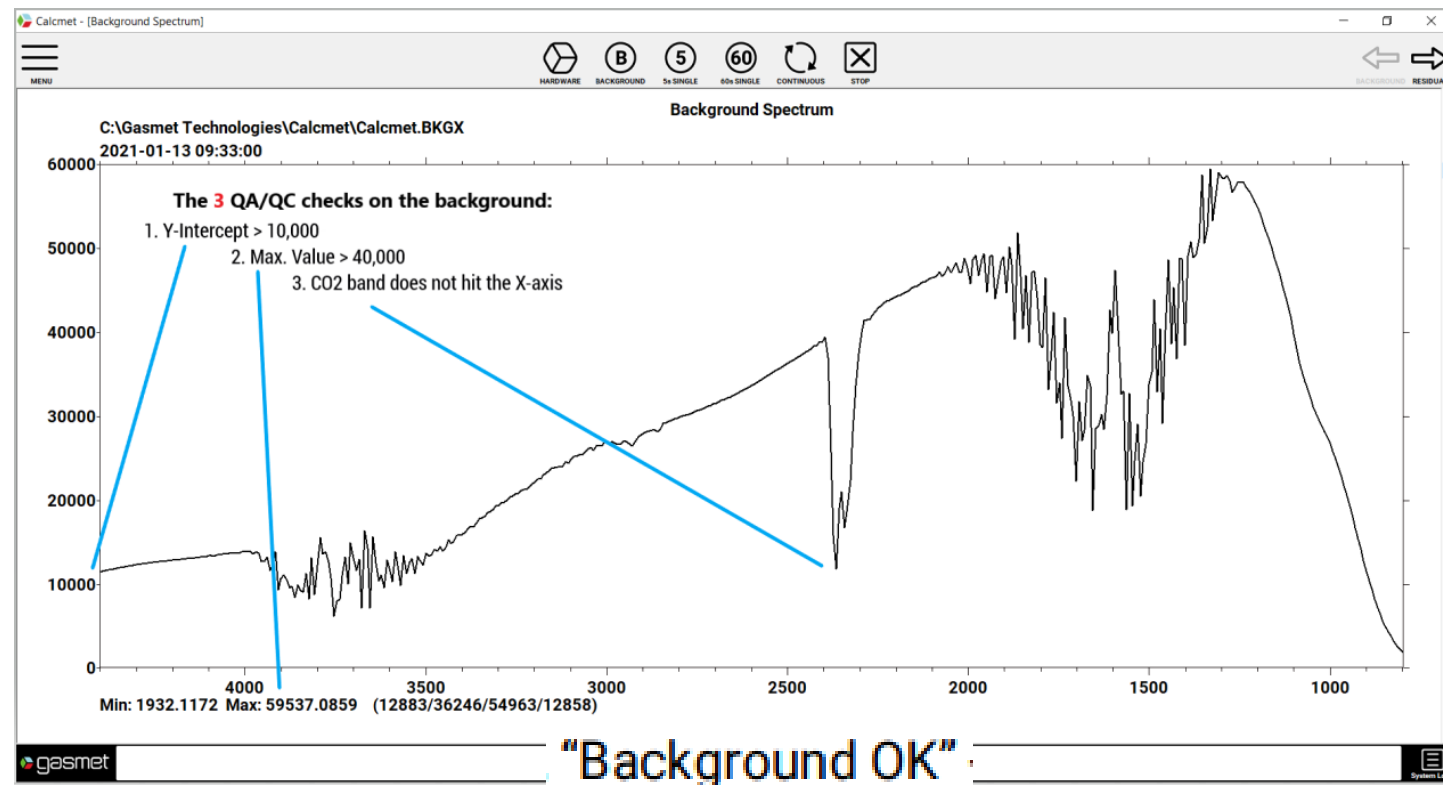 Calcmet - [Background Spectrum]
MENU
B 5 60
HARDWARE BACKGROUND 5s SINGLE 60s SINGLE CONTINUOUS STOP
BACKGROUND RESIDUA
Background Spectrum
C:\Gasmet Technologies\Calcmet\Calcmet.BKGX
2021-01-13 09:33:00
60000
The 3 QA/QC checks on the background:
1. Y-Intercept > 10,000
50000
2. Max. Value > 40,000
3. CO2 band does not hit the X-axis
40000
30000
20000
10000
0
4000 3500 3000 2500 2000 1500 1000
Min: 1932.1172 Max: 59537.0859 (12883/36246/54963/12858)
gasmet
"Background OK"
System Lo